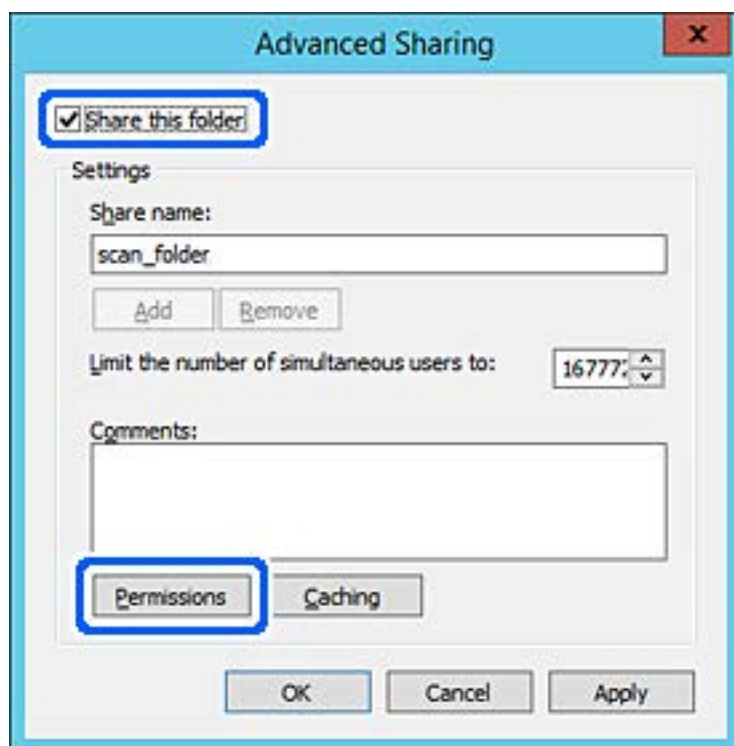 Advanced Sharing
x
Share this folder
Settings
Share name:
scan_folder
Add Remove
Limit the number of simultaneous users to: 16777
Comments:
Permissions Caching
OK Cancel Apply